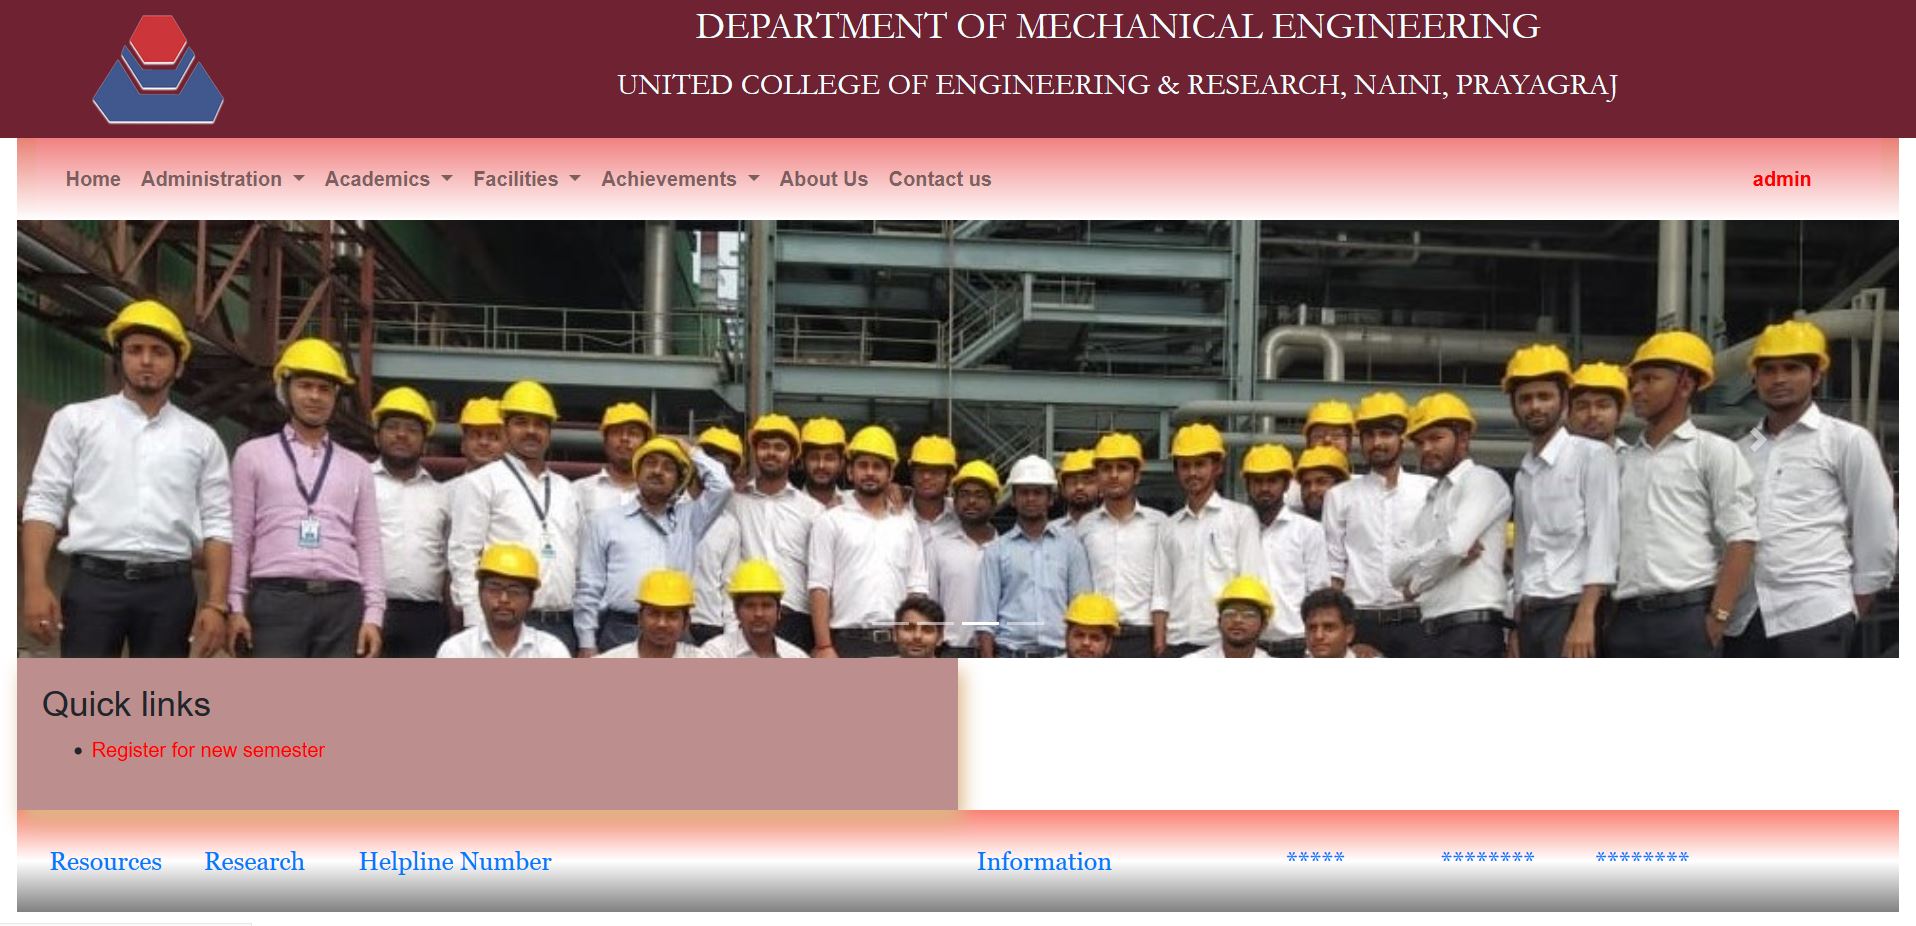 DEPARTMENT OF MECHANICAL ENGINEERING
UNITED COLLEGE OF ENGINEERING & RESEARCH, NAINI, PRAYAGRAJ
Home Administration Academics Facilities Achievements About Us Contact us admin
Quick links
• Register for new semester
Resources Research Helpline Number Information ***** ******** ********